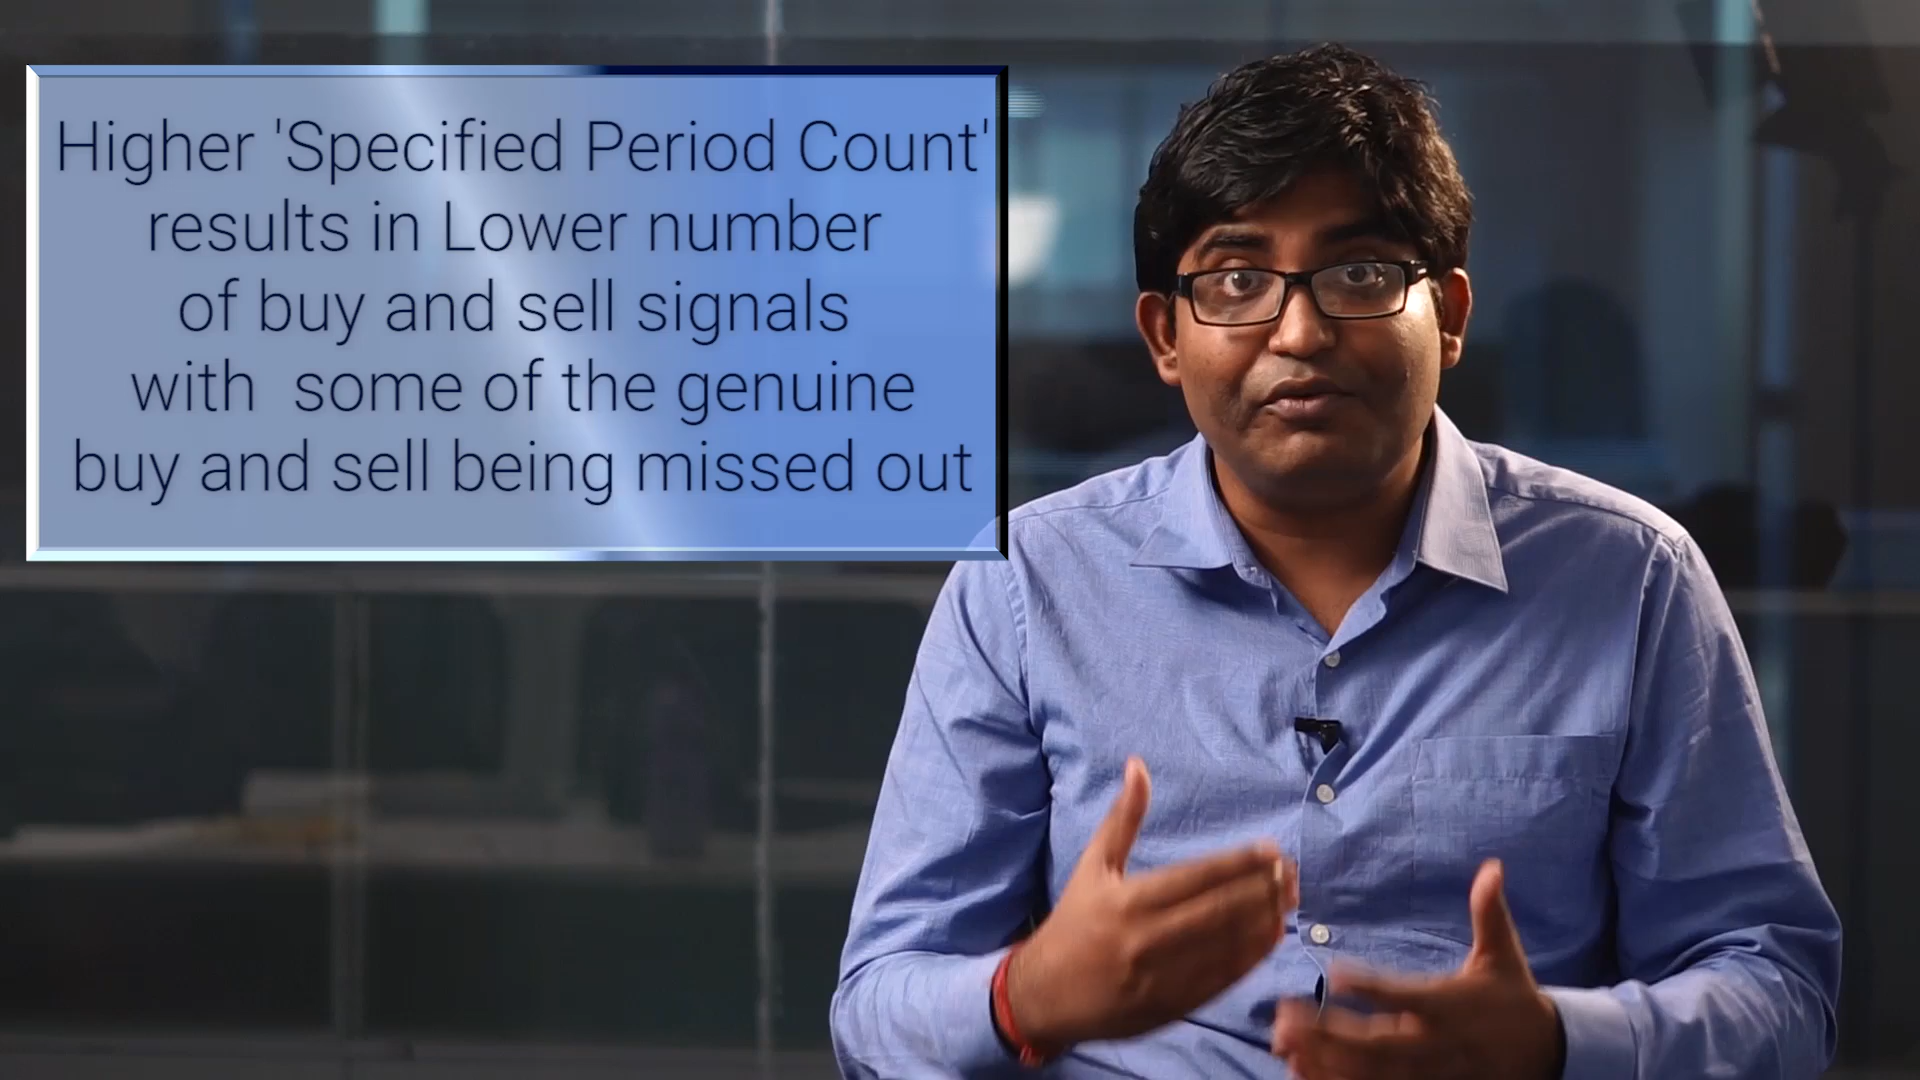 Higher 'Specified Period Count'
results in Lower number
of buy and sell signals
with some of the genuine
buy and sell being missed out